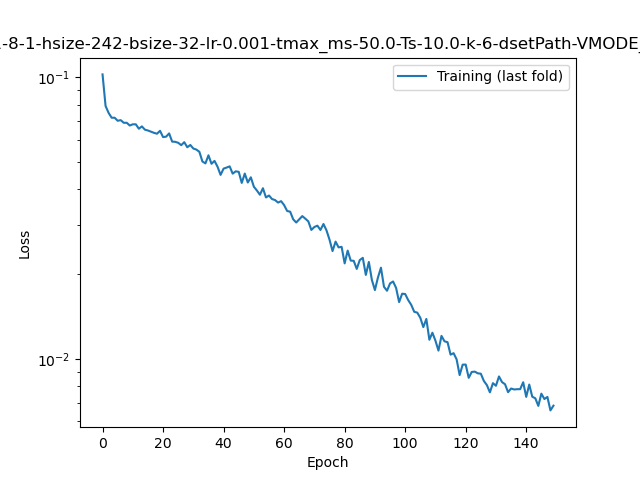 -8-1-hsize-242-bsize-32-lr-0.001-tmax_ms-50.0-Ts-10.0-k-6-dsetPath-VMODE_
Training (last fold)
10⁻¹
10⁻²
Loss
0 20 40 60 80 100 120 140
Epoch